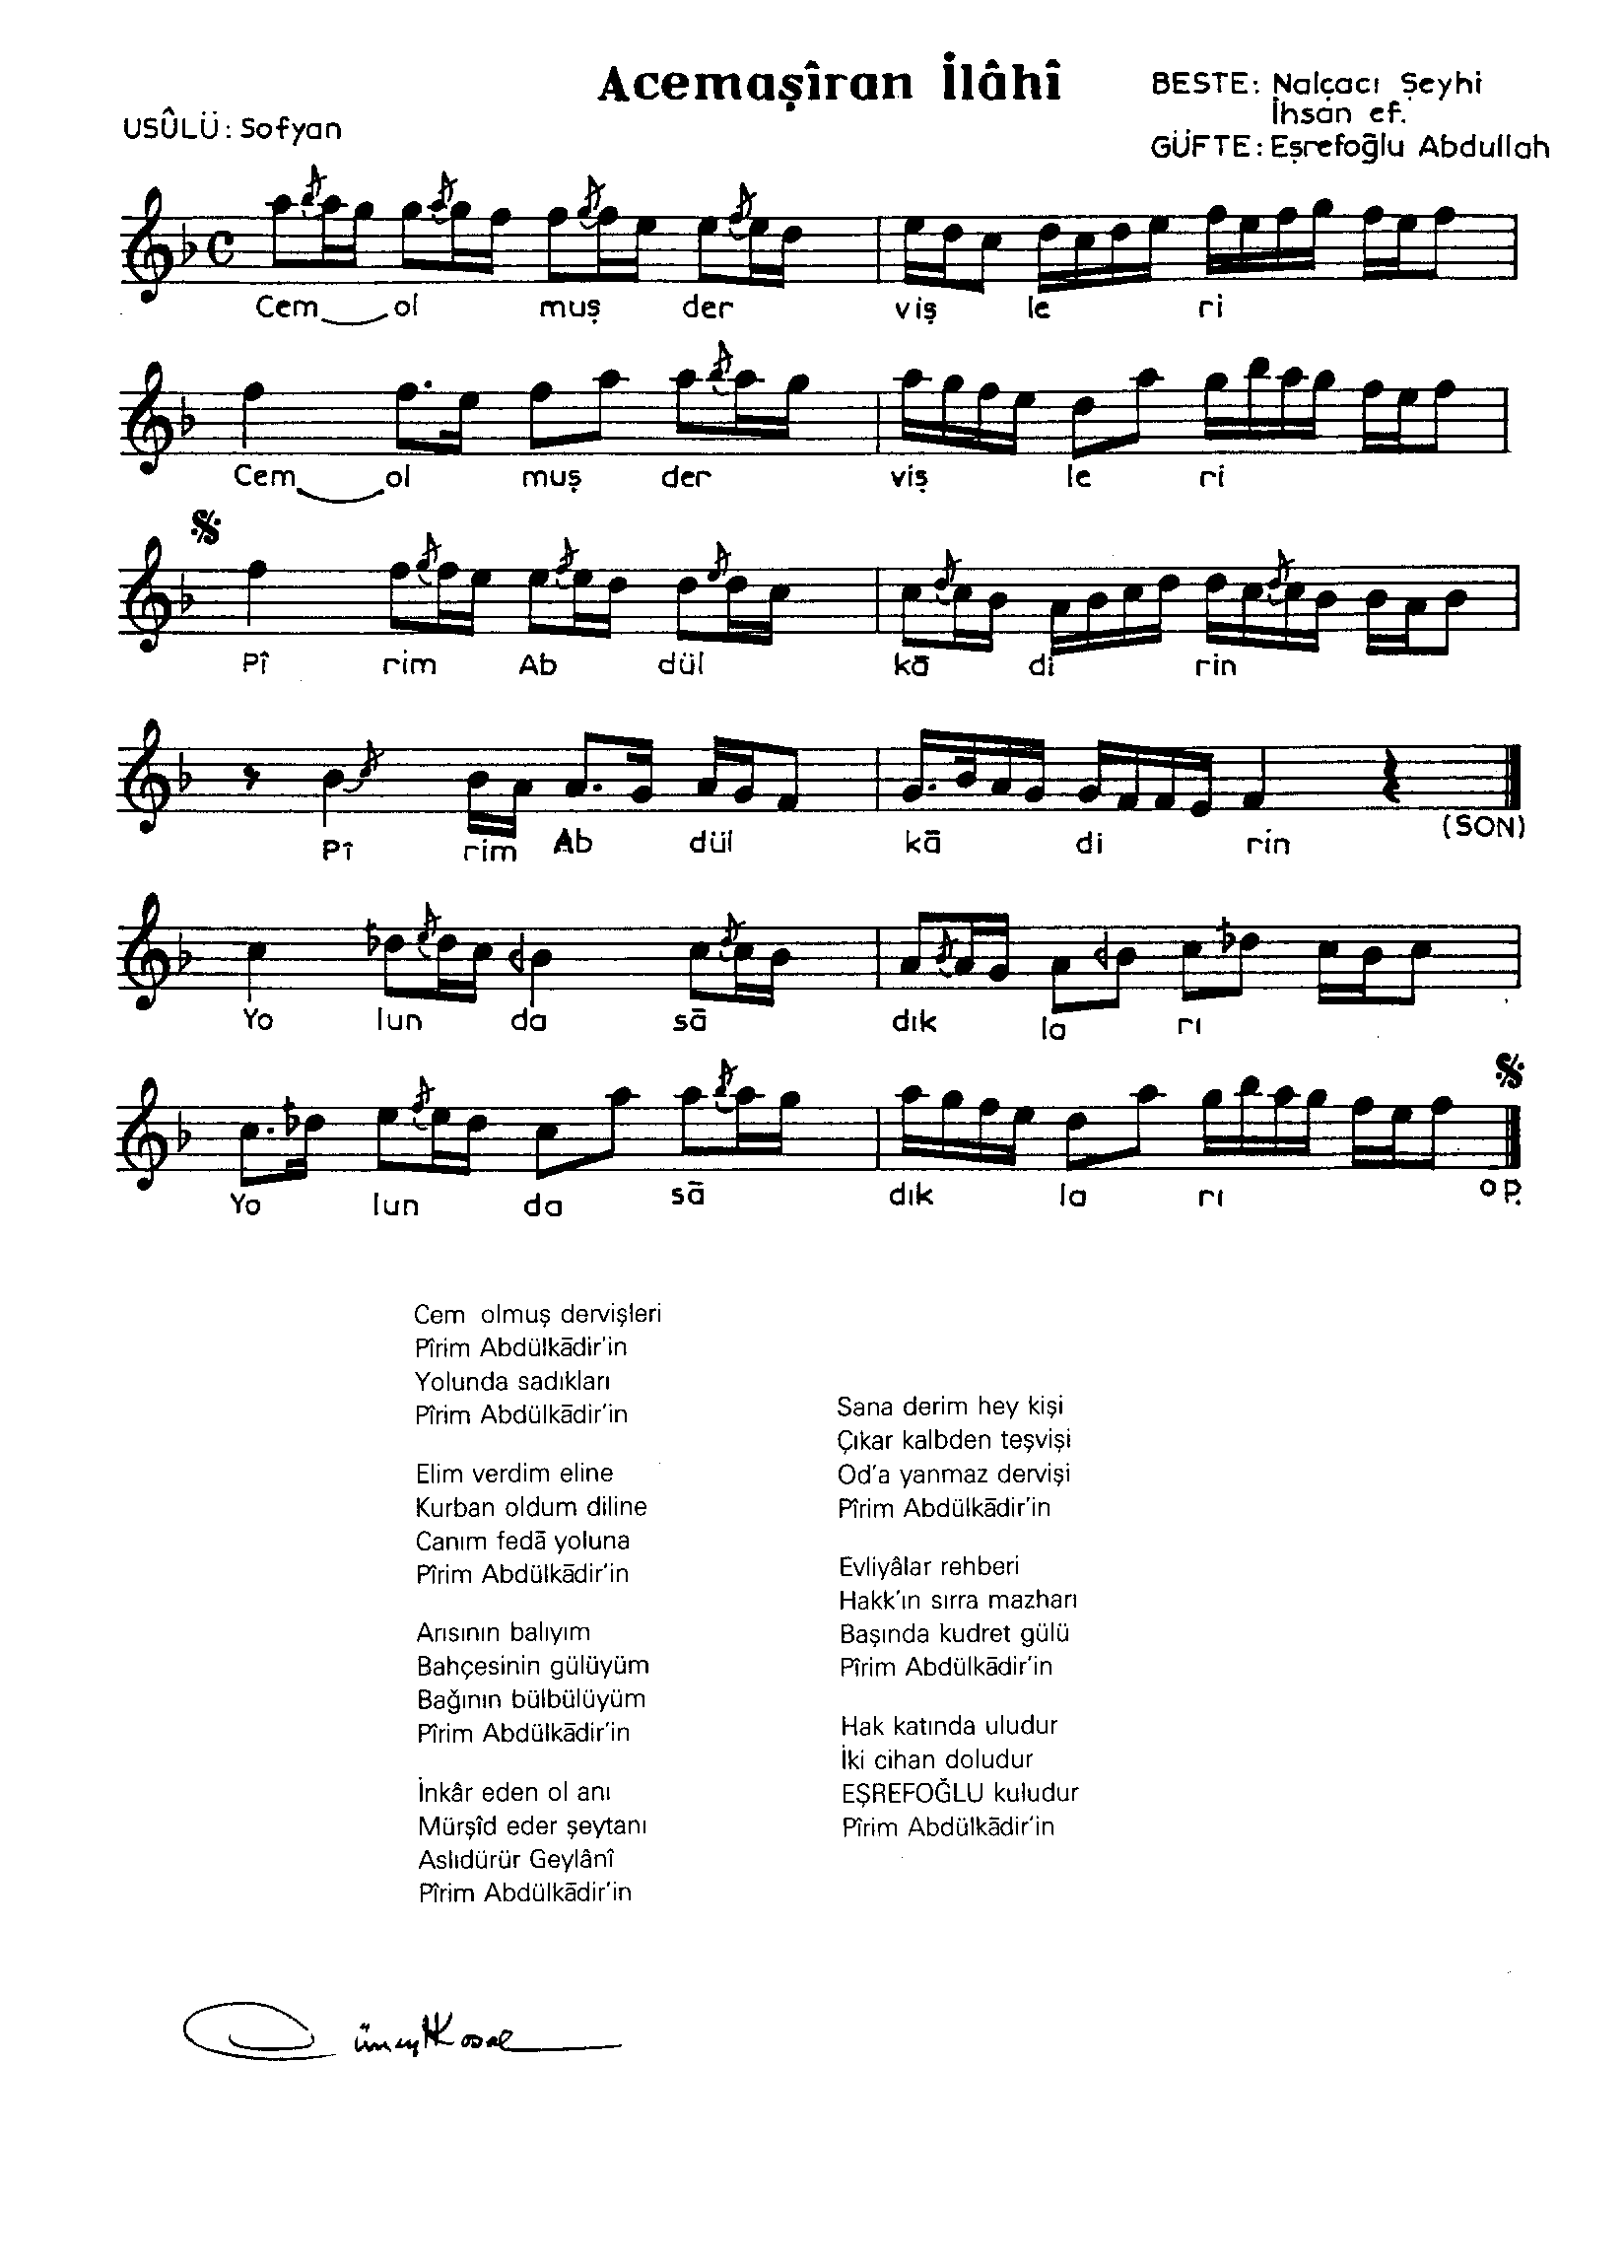 Acemaşîran İlâhî
BESTE: Nalçacı Şeyhi
İhsan ef.
USÛLÜ: Sofyan
GÜFTE: Eşrefoğlu Abdullah
Cem ol muş der viş le ri
Cem ol muş der viş le ri
Pî rim Ab dül kā di rin
Pî rim Ab dül kā di rin
(SON)
Yo lun da sā dık la rı
Yo lun da sā dık la rı
Cem olmuş dervişleri
Pîrim Abdülkādir'in
Yolunda sadıkları
Pîrim Abdülkādir'in
Elim verdim eline
Kurban oldum diline
Canım fedā yoluna
Pîrim Abdülkādir'in
Arısının balıyım
Bahçesinin gülüyüm
Bağının bülbülüyüm
Pîrim Abdülkādir'in
İnkâr eden ol anı
Mürşîd eder şeytanı
Aslıdürür Geylânî
Pîrim Abdülkādir'in
Sana derim hey kişi
Çıkar kalbden teşvişi
Od'a yanmaz dervişi
Pîrim Abdülkādir'in
Evliyâlar rehberi
Hakk'ın sırra mazharı
Başında kudret gülü
Pîrim Abdülkādir'in
Hak katında uludur
İki cihan doludur
EŞREFOĞLU kuludur
Pîrim Abdülkādir'in